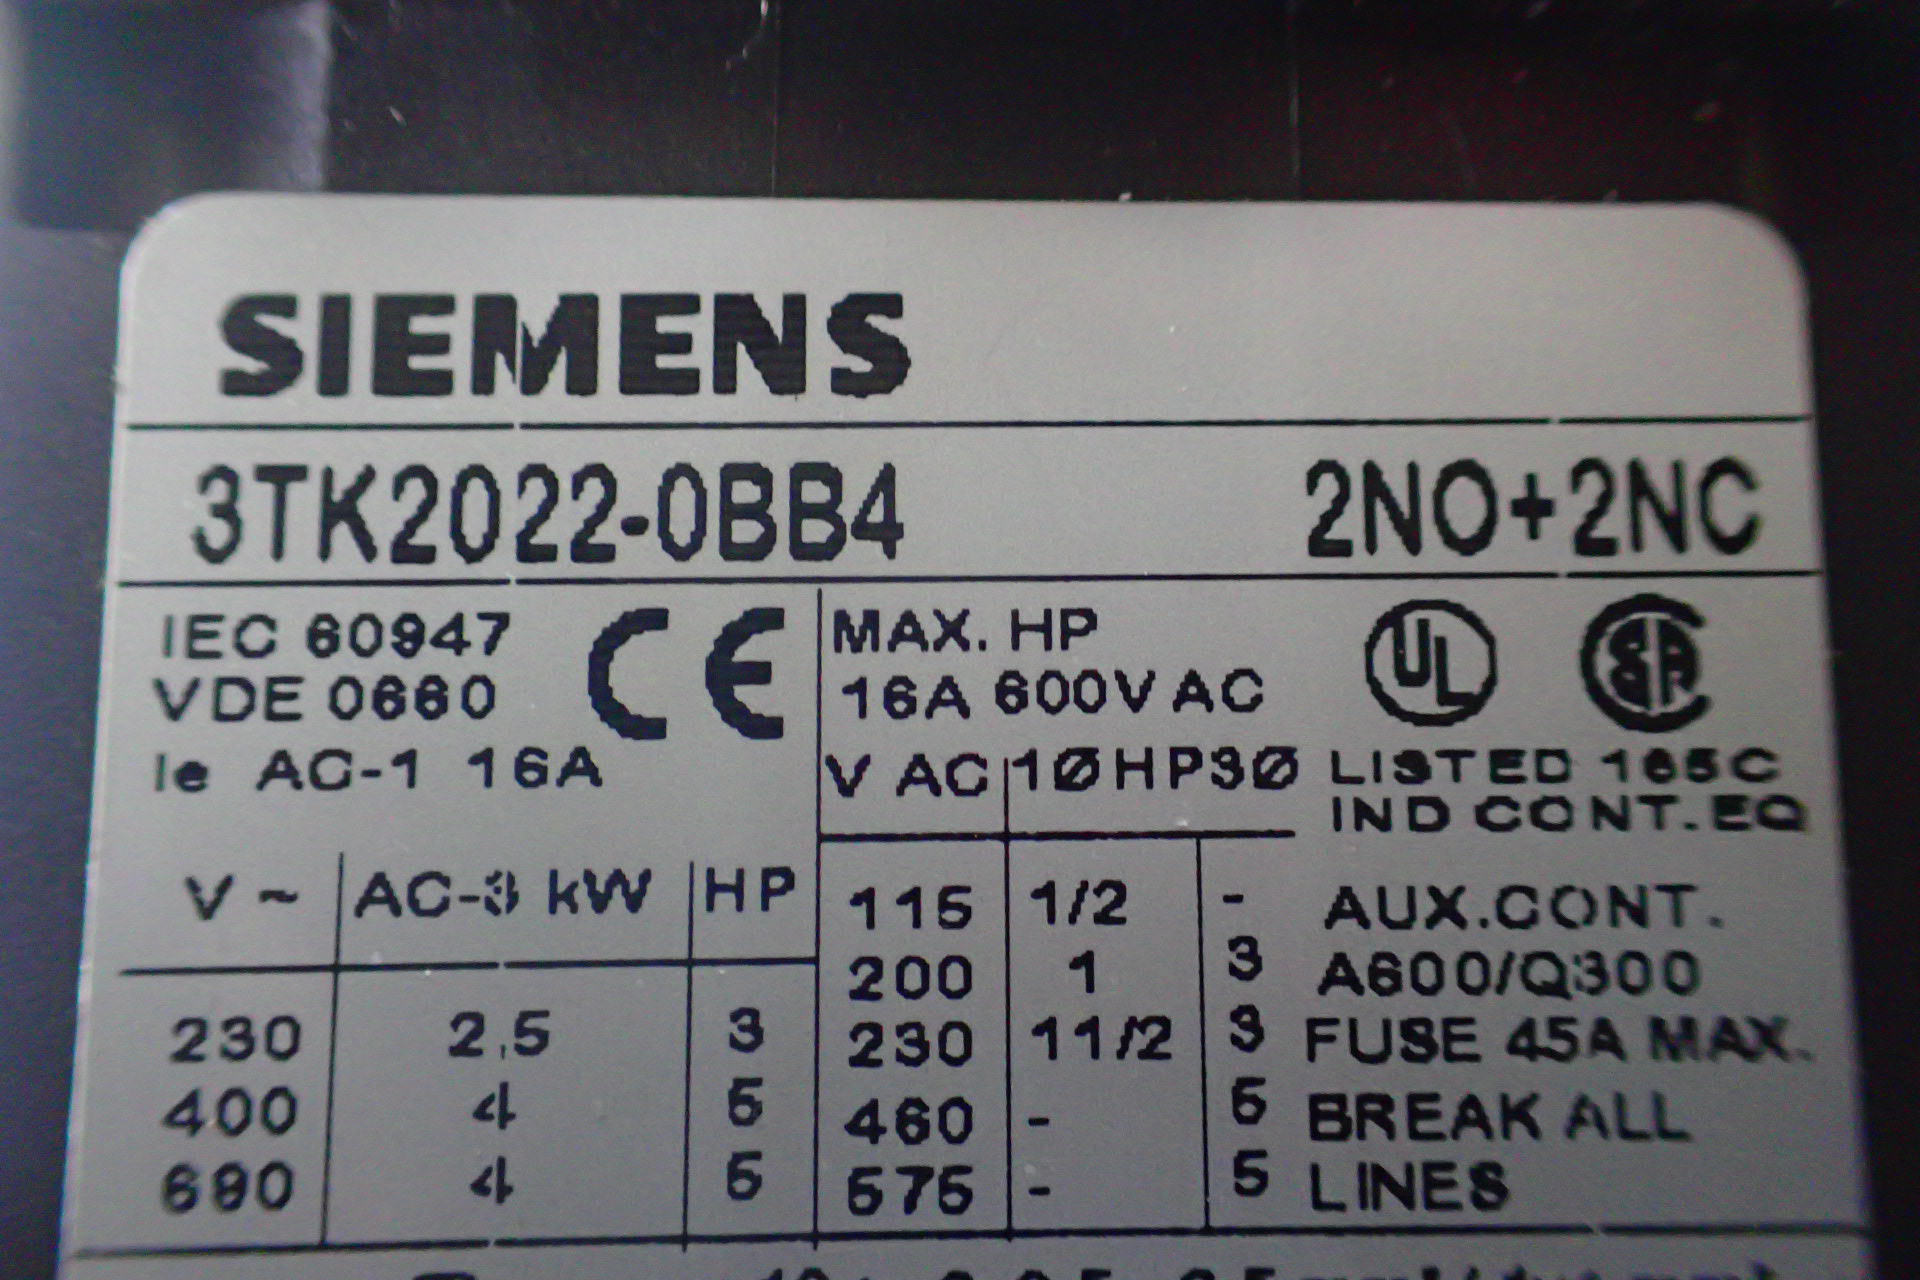 SIEMENS
3TK2022-0BB4 2NO+2NC
IEC 60947 CE
VDE 0660
Ie AC-1 16A
V ~ AC-3 kW HP
230 2,5 3
400 4 5
690 4 5
MAX. HP
16A 600V AC
V AC 1Ø HP 3Ø
115 1/2 -
200 1 3
230 11/2 3
460 - 5
575 - 5
UL SA
LISTED 165C
IND CONT.EQ
AUX.CONT.
A600/Q300
FUSE 45A MAX.
BREAK ALL
LINES